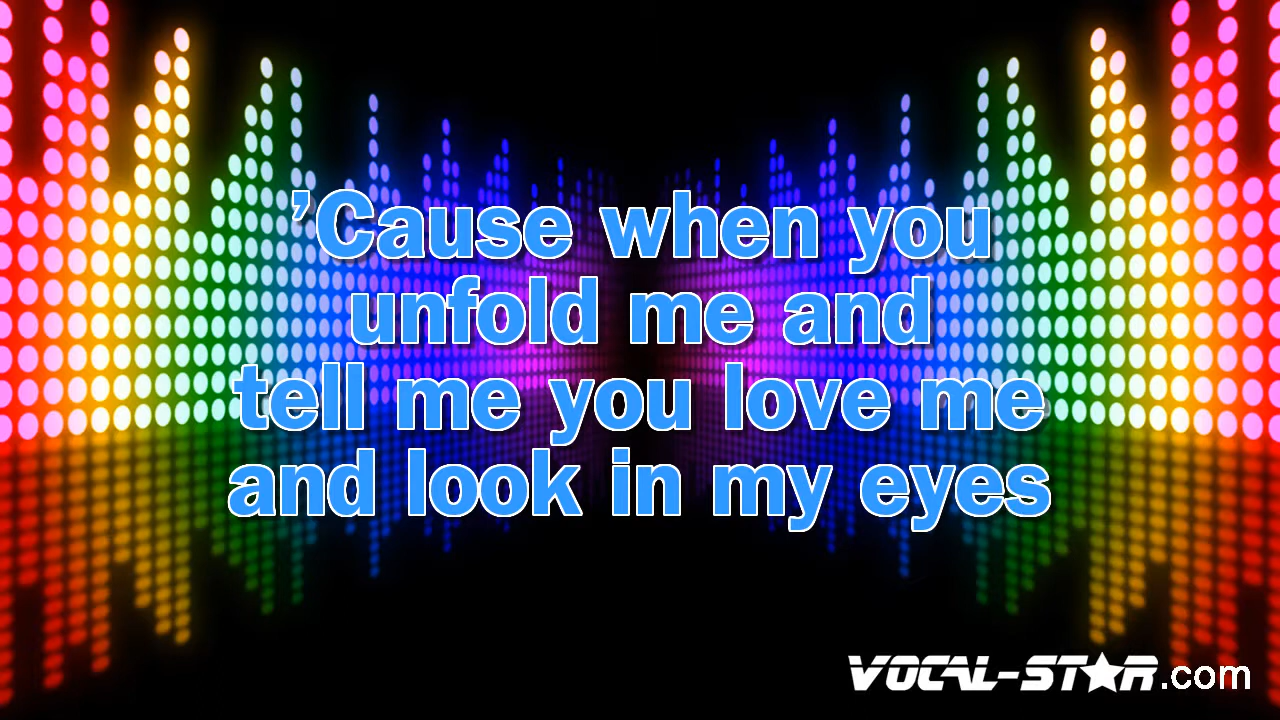 ’Cause when you
unfold me and
tell me you love me
and look in my eyes
VOCAL-STAR.com